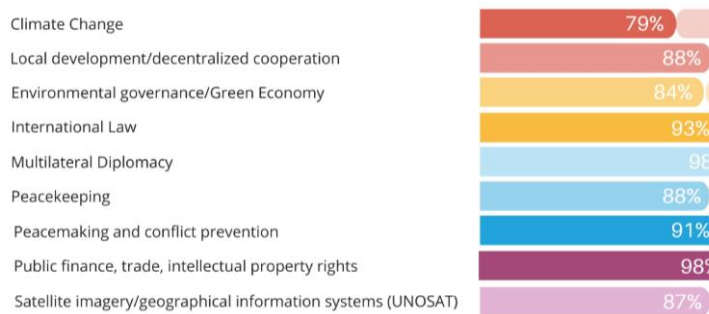 Climate Change 79%
Local development/decentralized cooperation 88%
Environmental governance/Green Economy 84%
International Law 93%
Multilateral Diplomacy 98
Peacekeeping 88%
Peacemaking and conflict prevention 91%
Public finance, trade, intellectual property rights 98%
Satellite imagery/geographical information systems (UNOSAT) 87%